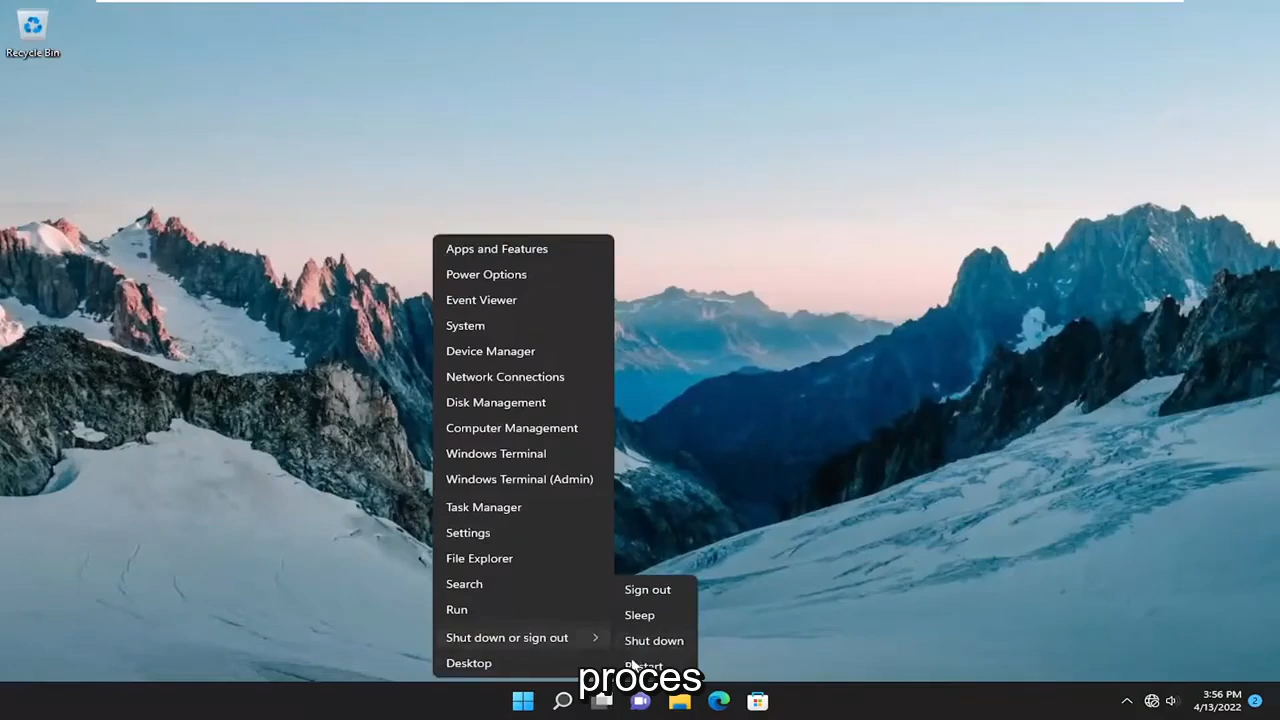 Recycle Bin
Apps and Features
Power Options
Event Viewer
System
Device Manager
Network Connections
Disk Management
Computer Management
Windows Terminal
Windows Terminal (Admin)
Task Manager
Settings
File Explorer
Search
Run
Shut down or sign out
Desktop
Sign out
Sleep
Shut down
Restart
proces
3:56 PM
4/13/2022
2